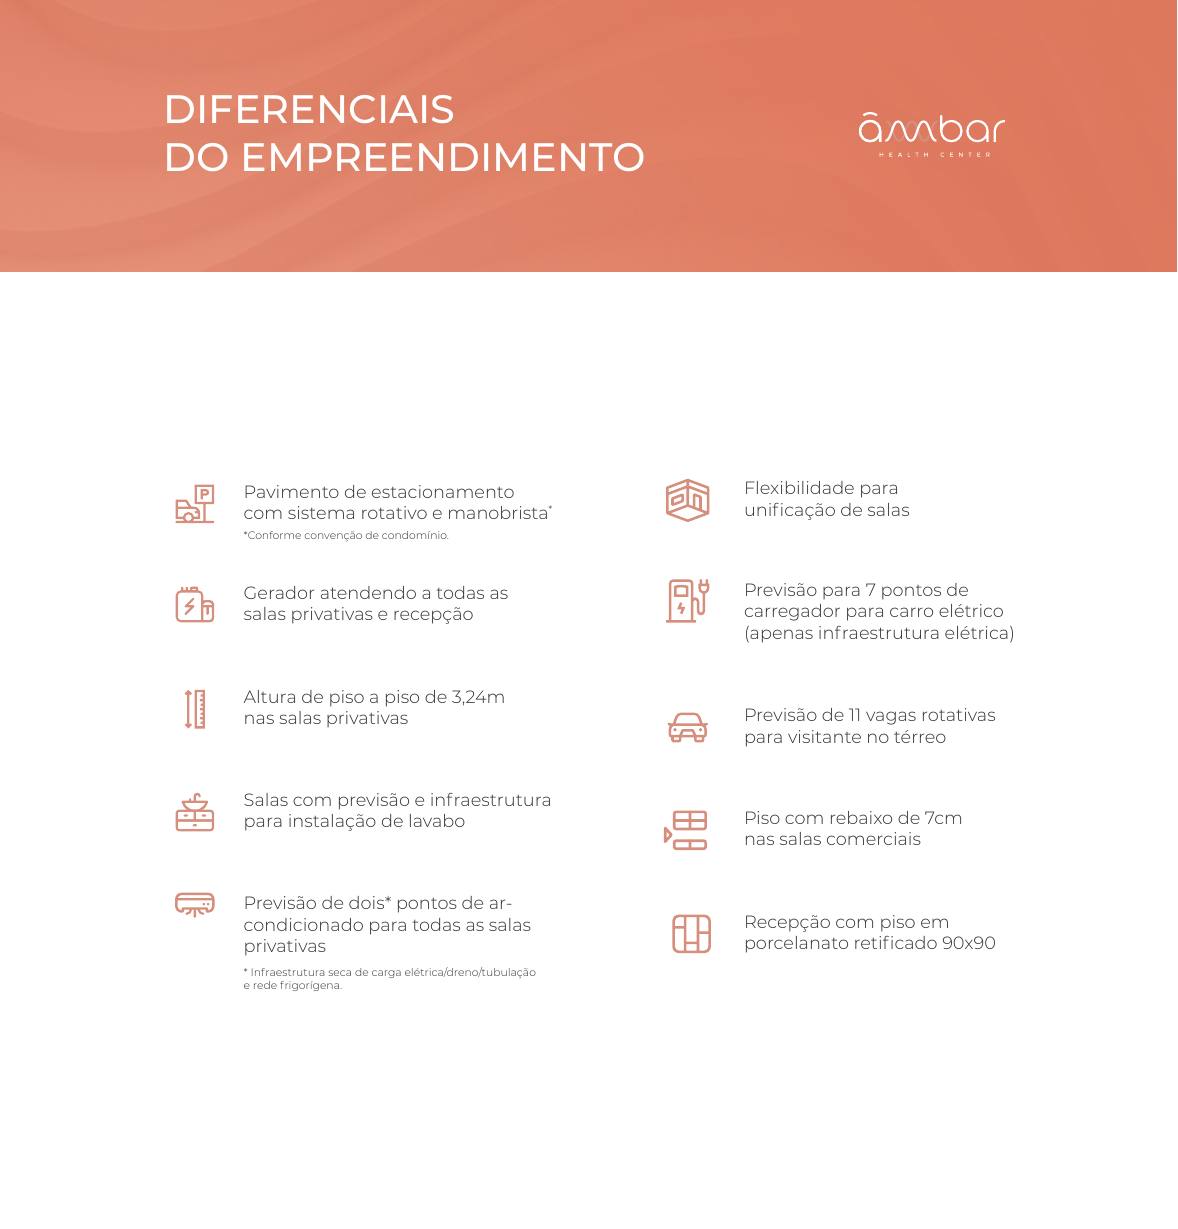 DIFERENCIAIS
DO EMPREENDIMENTO
âmbar
HEALTH CENTER
P
Pavimento de estacionamento
com sistema rotativo e manobrista*
*Conforme convenção de condomínio.
Gerador atendendo a todas as
salas privativas e recepção
Altura de piso a piso de 3,24m
nas salas privativas
Salas com previsão e infraestrutura
para instalação de lavabo
Previsão de dois* pontos de ar-
condicionado para todas as salas
privativas
* Infraestrutura seca de carga elétrica/dreno/tubulação
e rede frigorígena.
Flexibilidade para
unificação de salas
Previsão para 7 pontos de
carregador para carro elétrico
(apenas infraestrutura elétrica)
Previsão de 11 vagas rotativas
para visitante no térreo
Piso com rebaixo de 7cm
nas salas comerciais
Recepção com piso em
porcelanato retificado 90x90